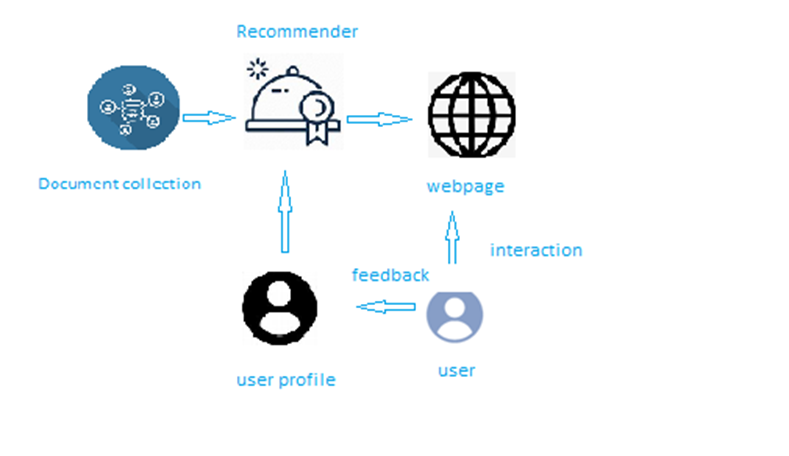 Recommender
Document collection
webpage
interaction
feedback
user profile
user